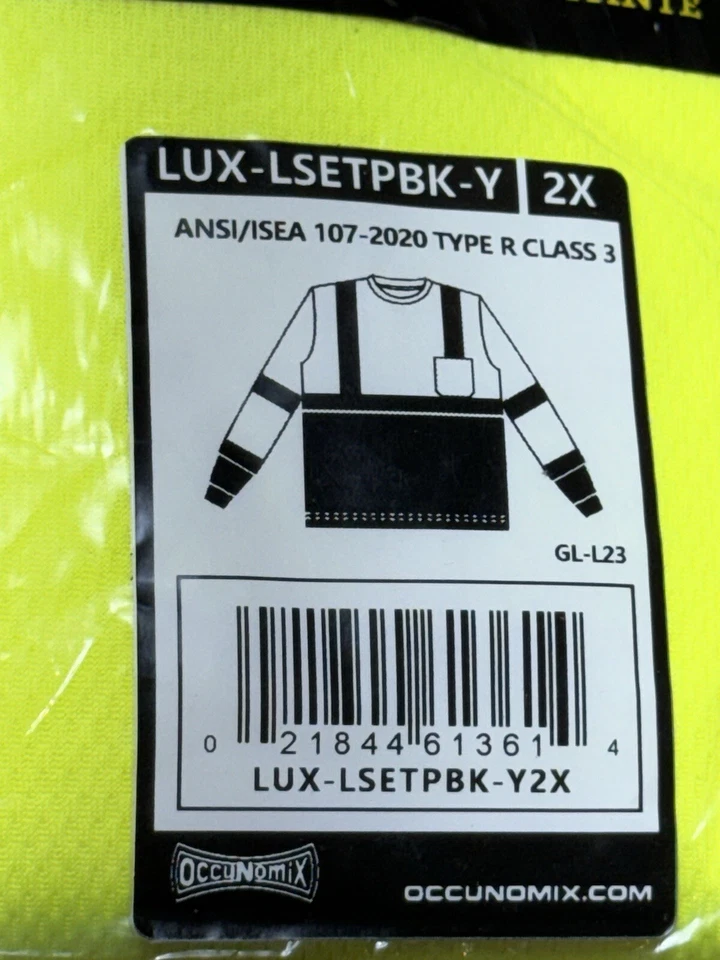 LUX-LSETPBK-Y 2X
ANSI/ISEA 107-2020 TYPE R CLASS 3
GL-L23
0 21844 61361 4
LUX-LSETPBK-Y2X
OccuNomiX
OCCUNOMIX.COM